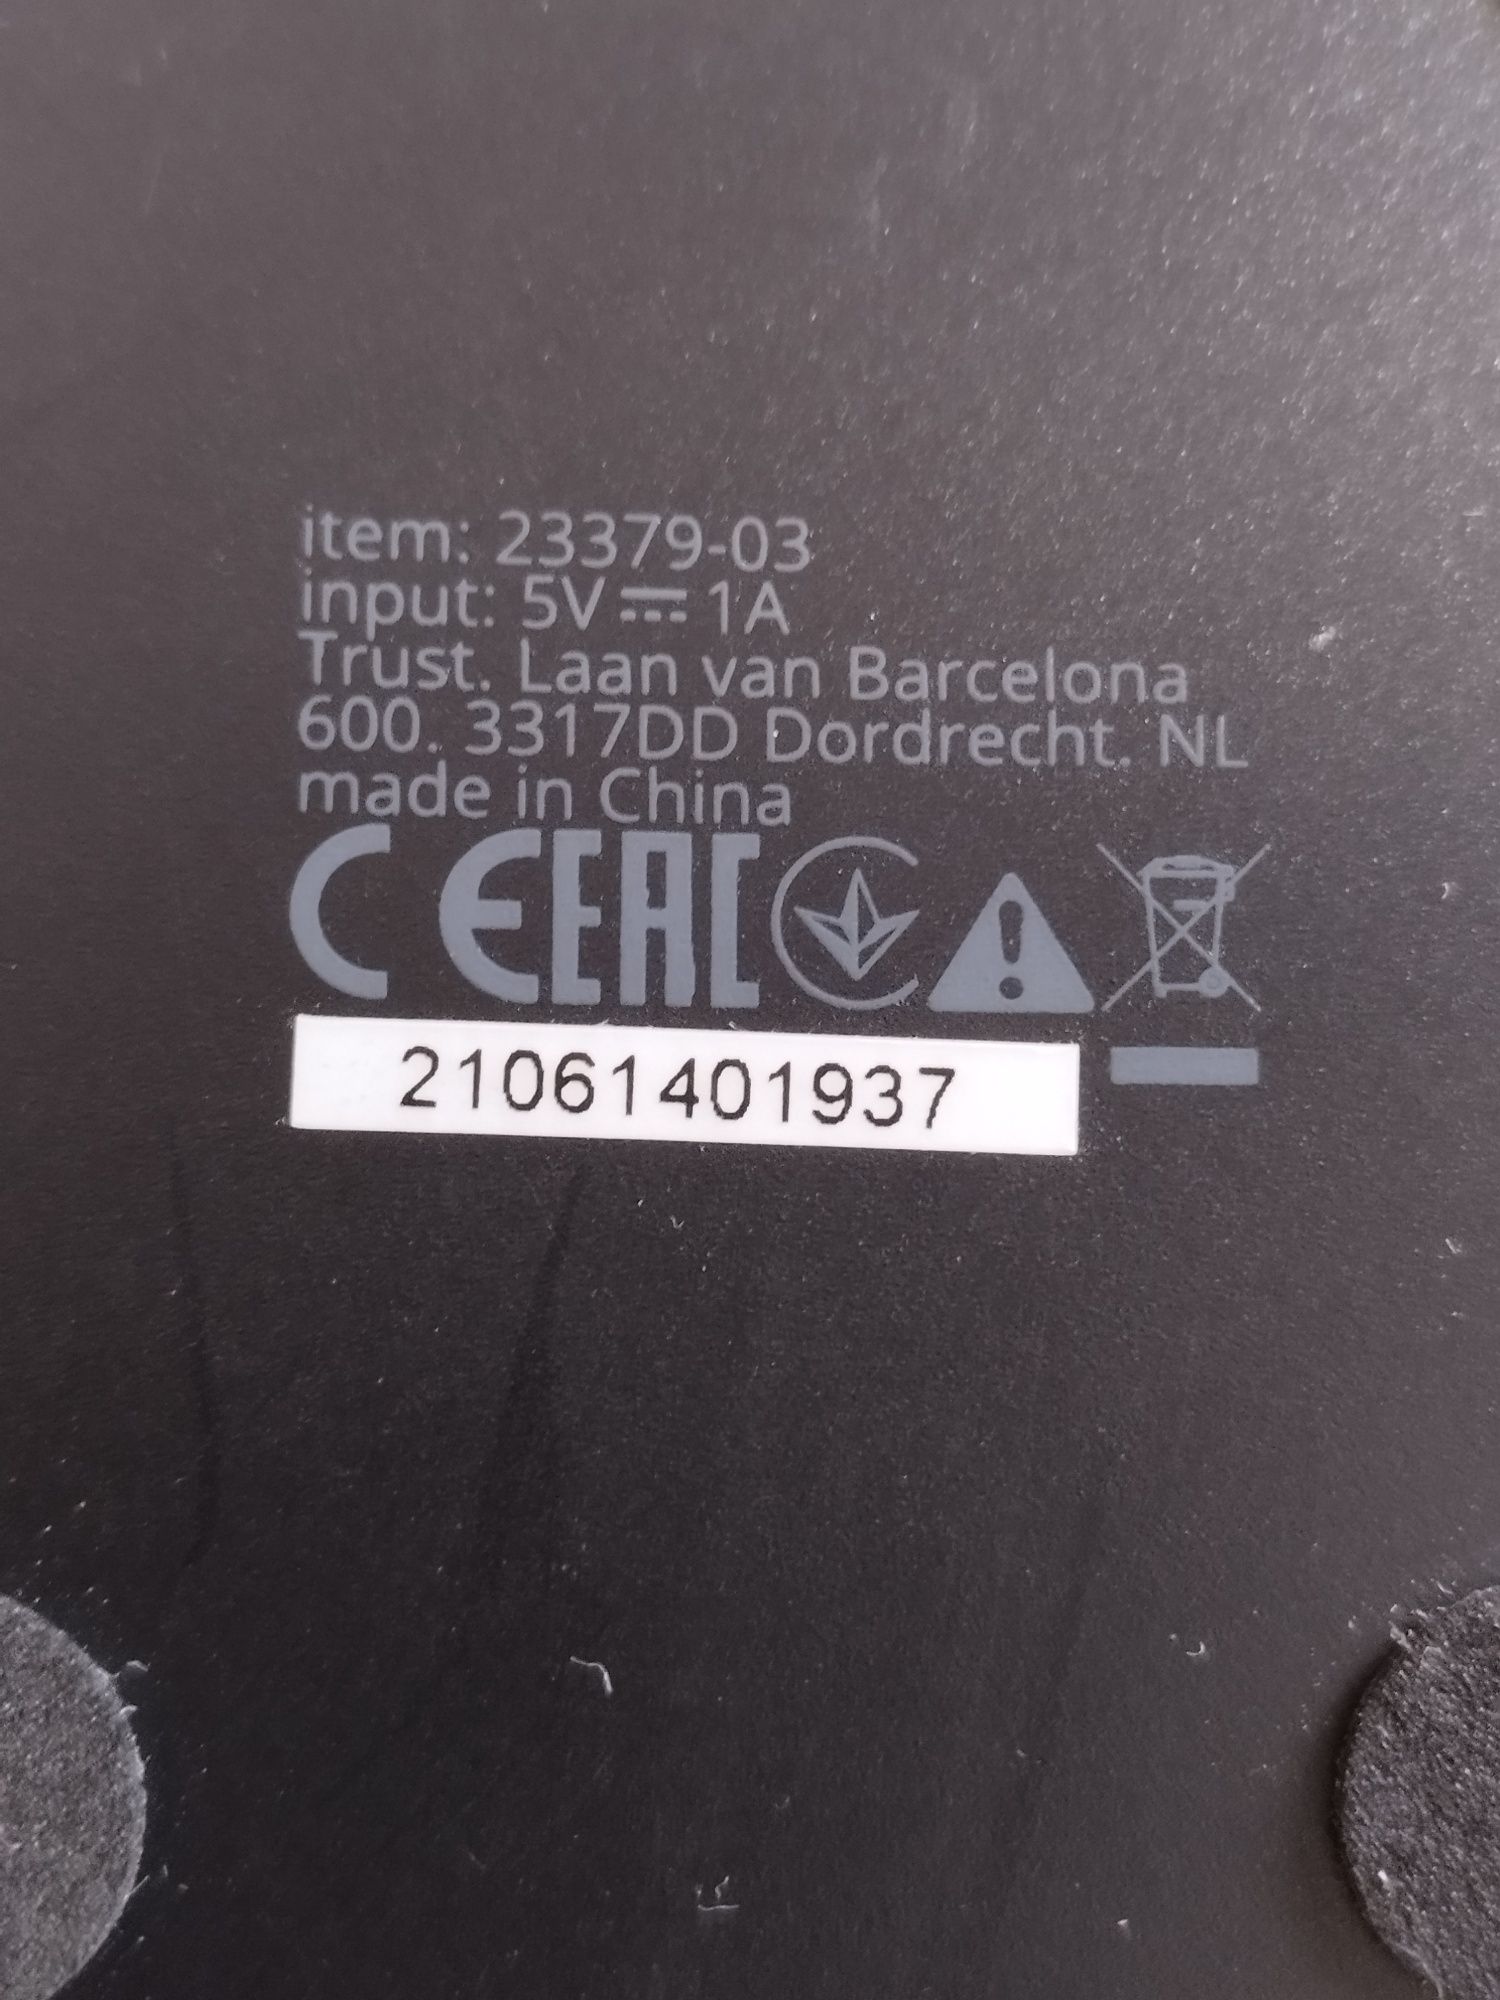 item: 23379-03
input: 5V ⎓ 1A
Trust. Laan van Barcelona
600. 3317DD Dordrecht. NL
made in China
CE EAC
21061401937